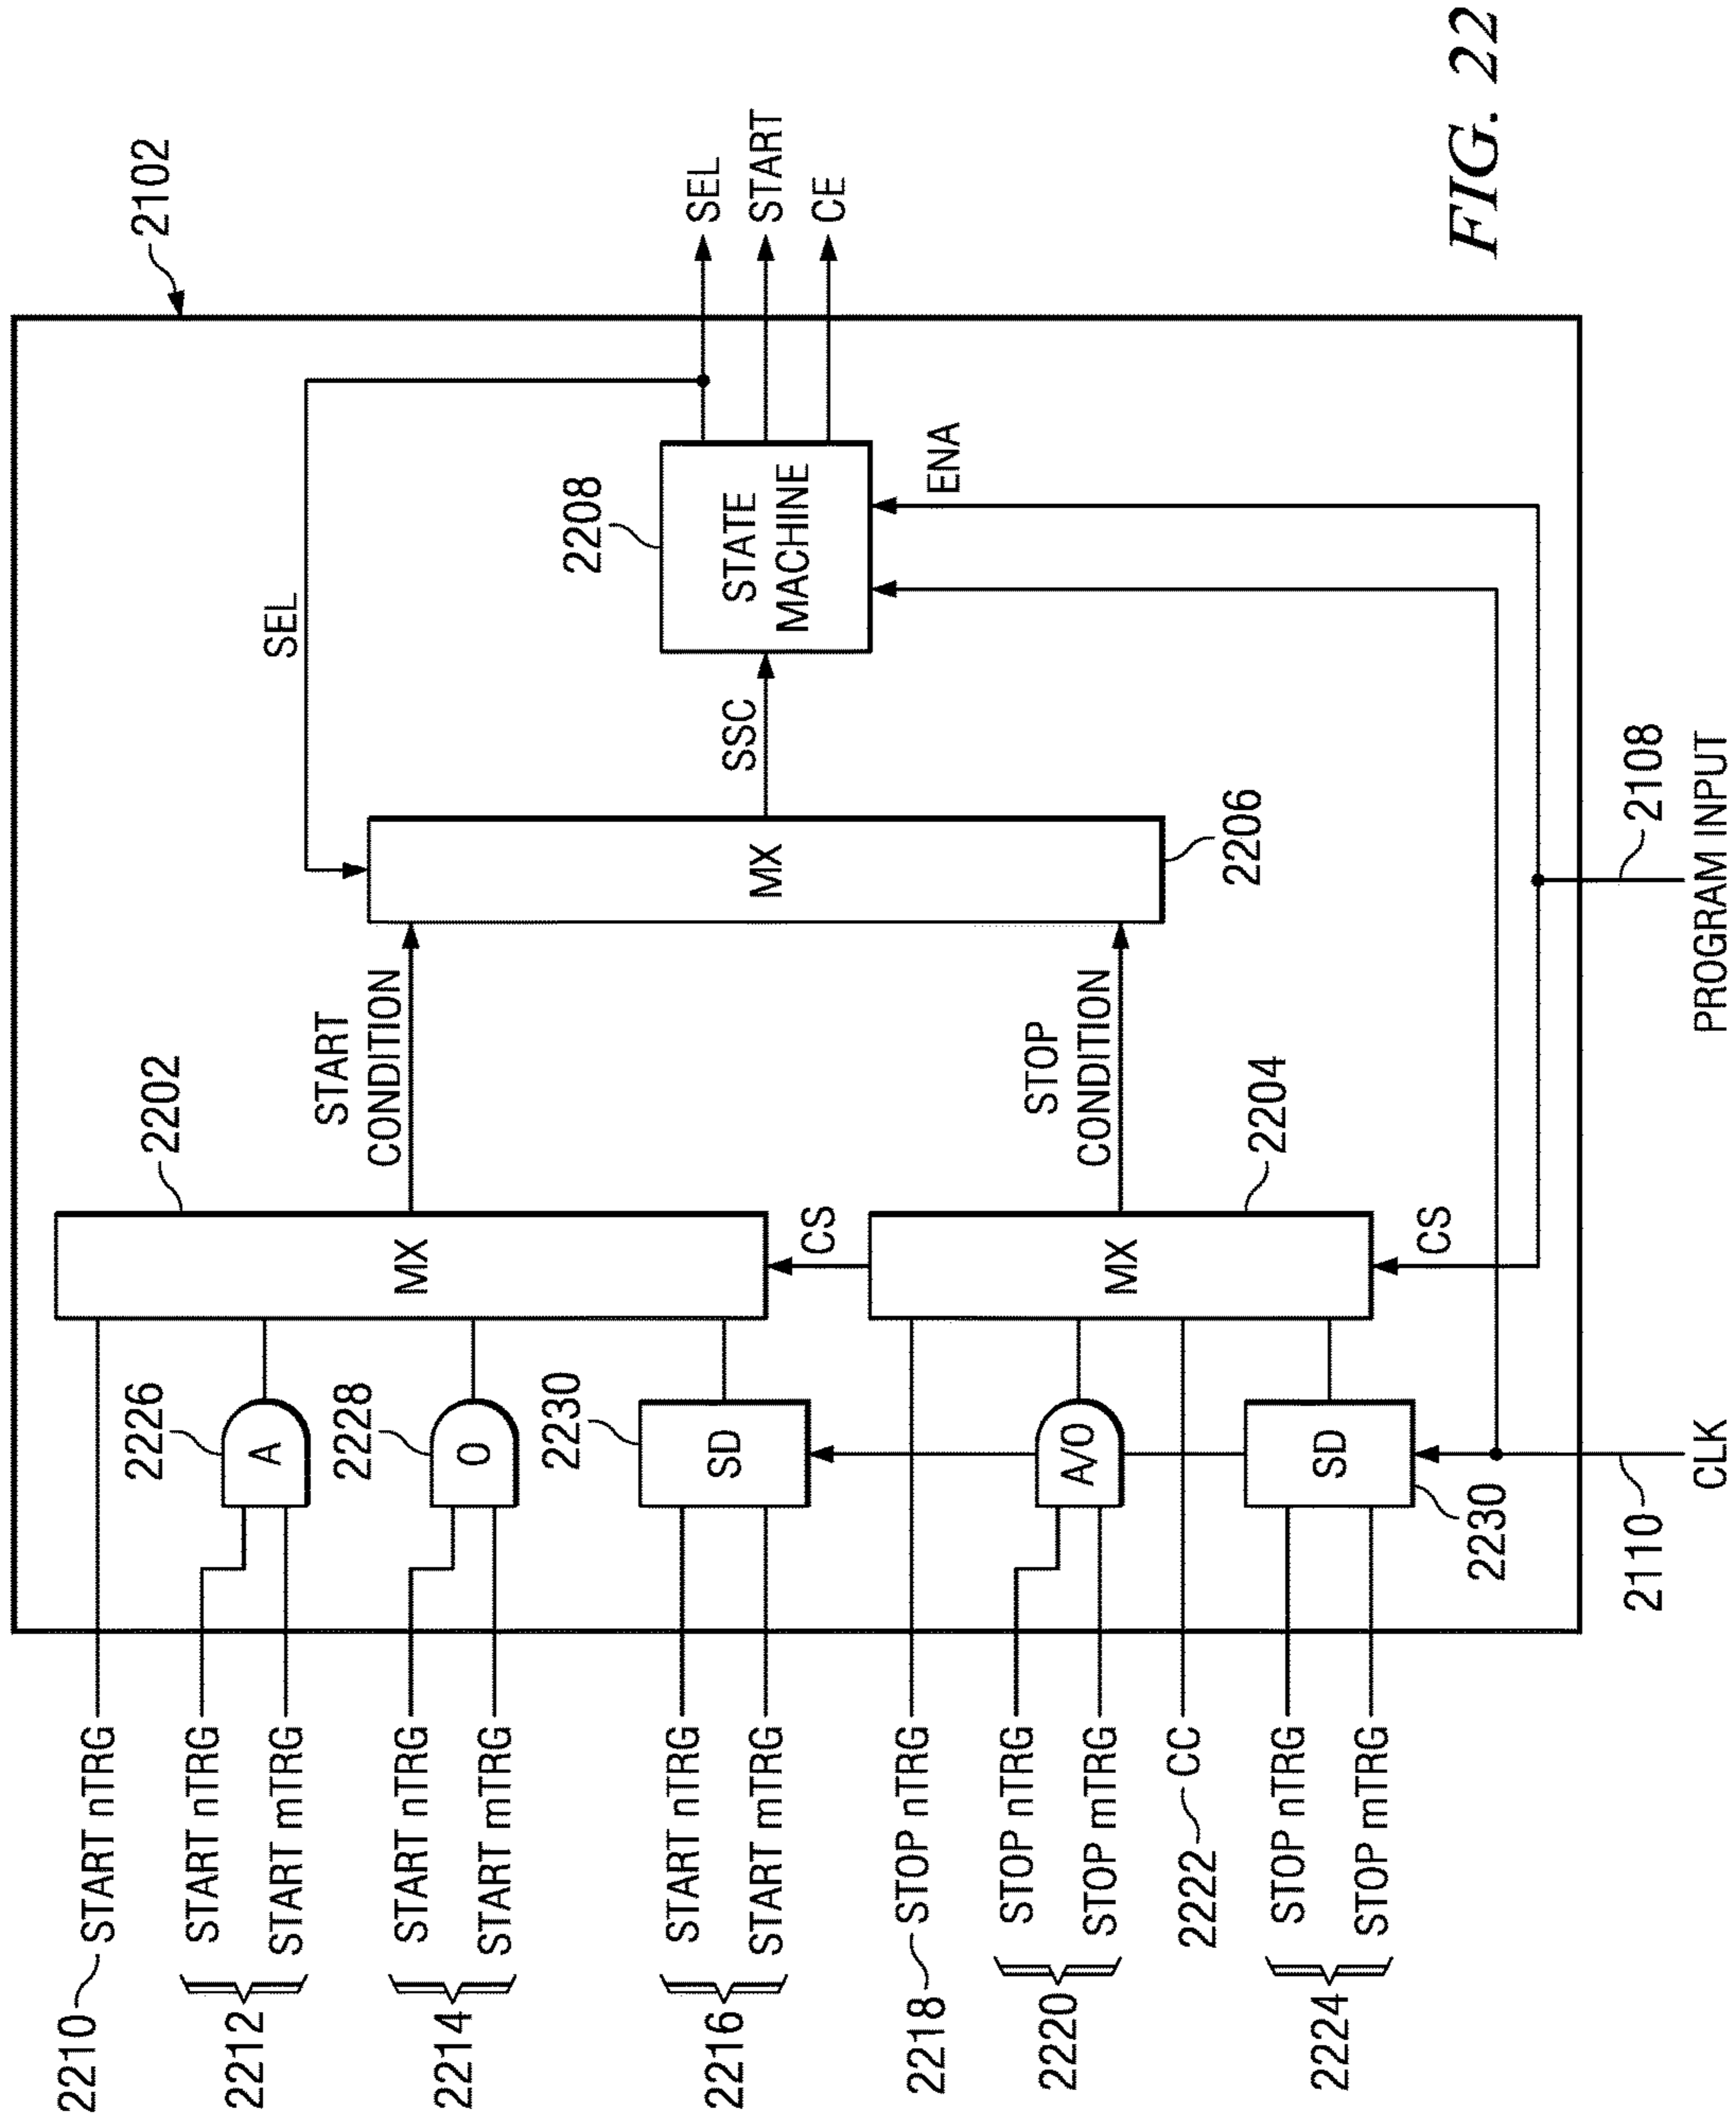 2102
2210 START nTRG
2212
START nTRG
START mTRG
2226
A
2214
START nTRG
START mTRG
2228
O
2216
START nTRG
START mTRG
2230
SD
MX
2202
CS
START
CONDITION
2218 STOP nTRG
2220
STOP nTRG
STOP mTRG
A/O
2222 CC
2224
STOP nTRG
STOP mTRG
SD
2230
MX
2204
CS
STOP
CONDITION
MX
2206
SEL
SSC
2208
STATE
MACHINE
ENA
SEL
START
CE
2110
CLK
2108
PROGRAM INPUT
FIG. 22